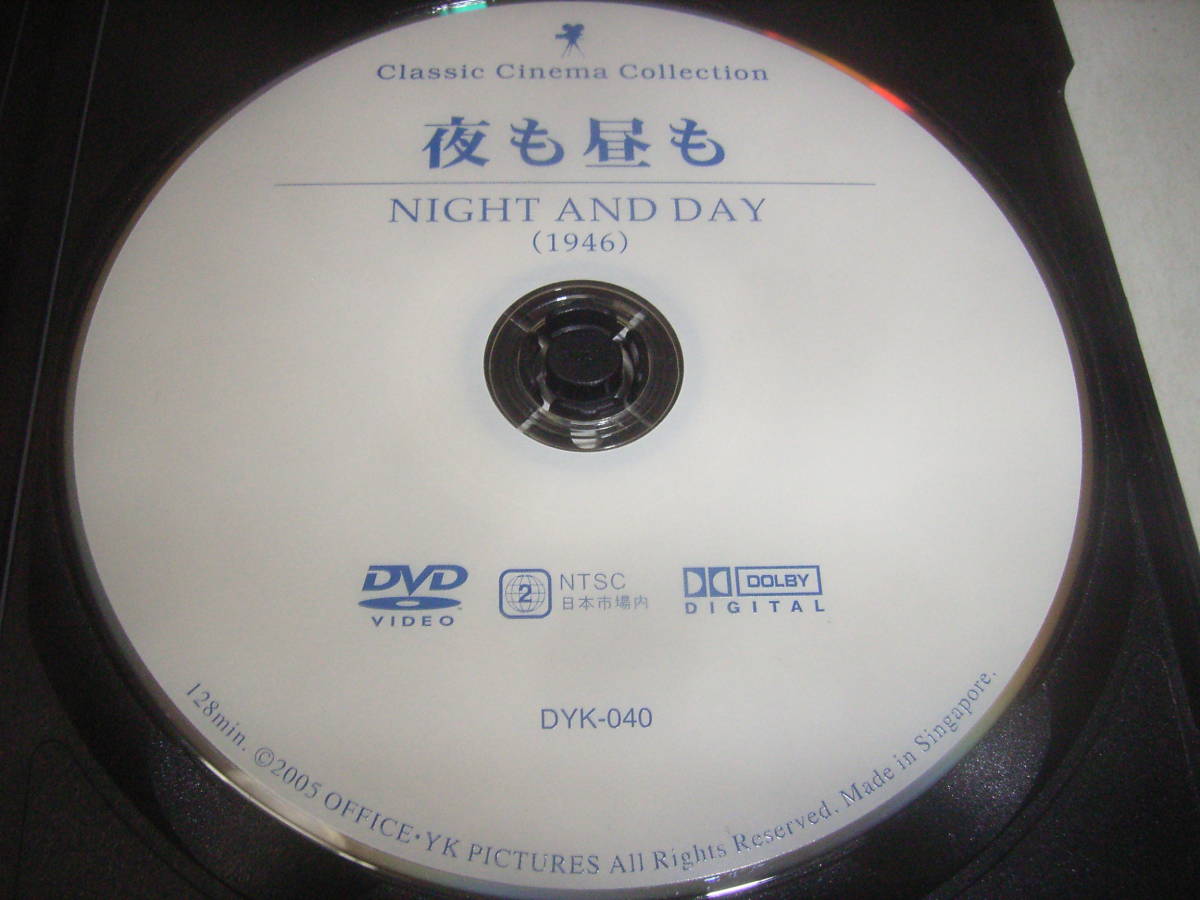 Classic Cinema Collection
夜も昼も
NIGHT AND DAY
(1946)
DVD
VIDEO
2
NTSC
日本市場内
DOLBY
DIGITAL
DYK-040
128min. ©2005 OFFICE・YK PICTURES All Rights Reserved. Made in Singapore.